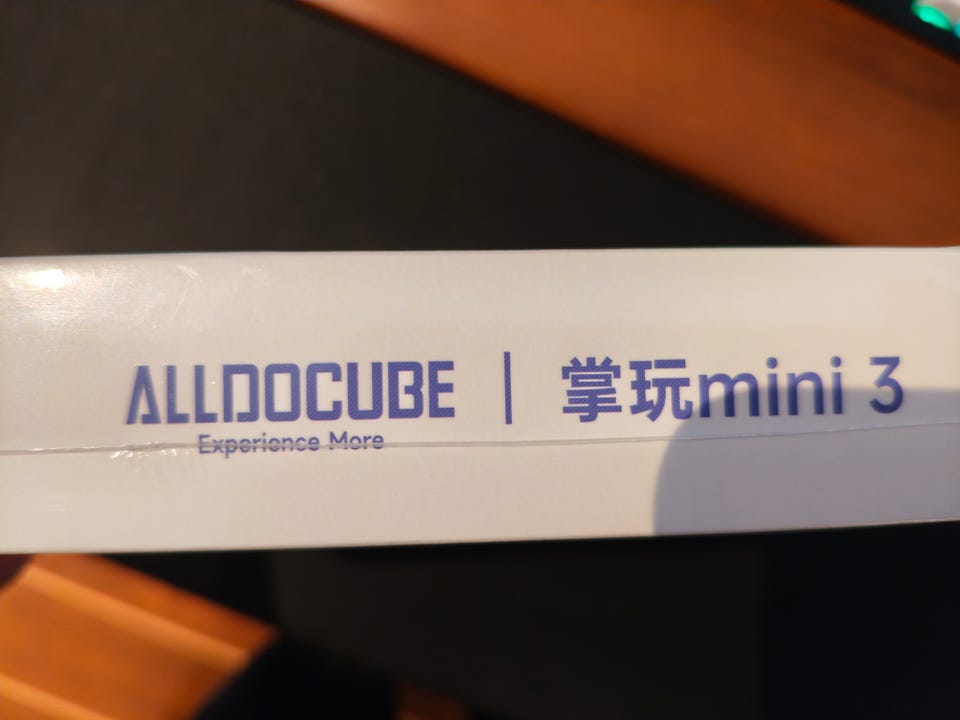 ALLDOCUBE | 掌玩mini 3
Experience More